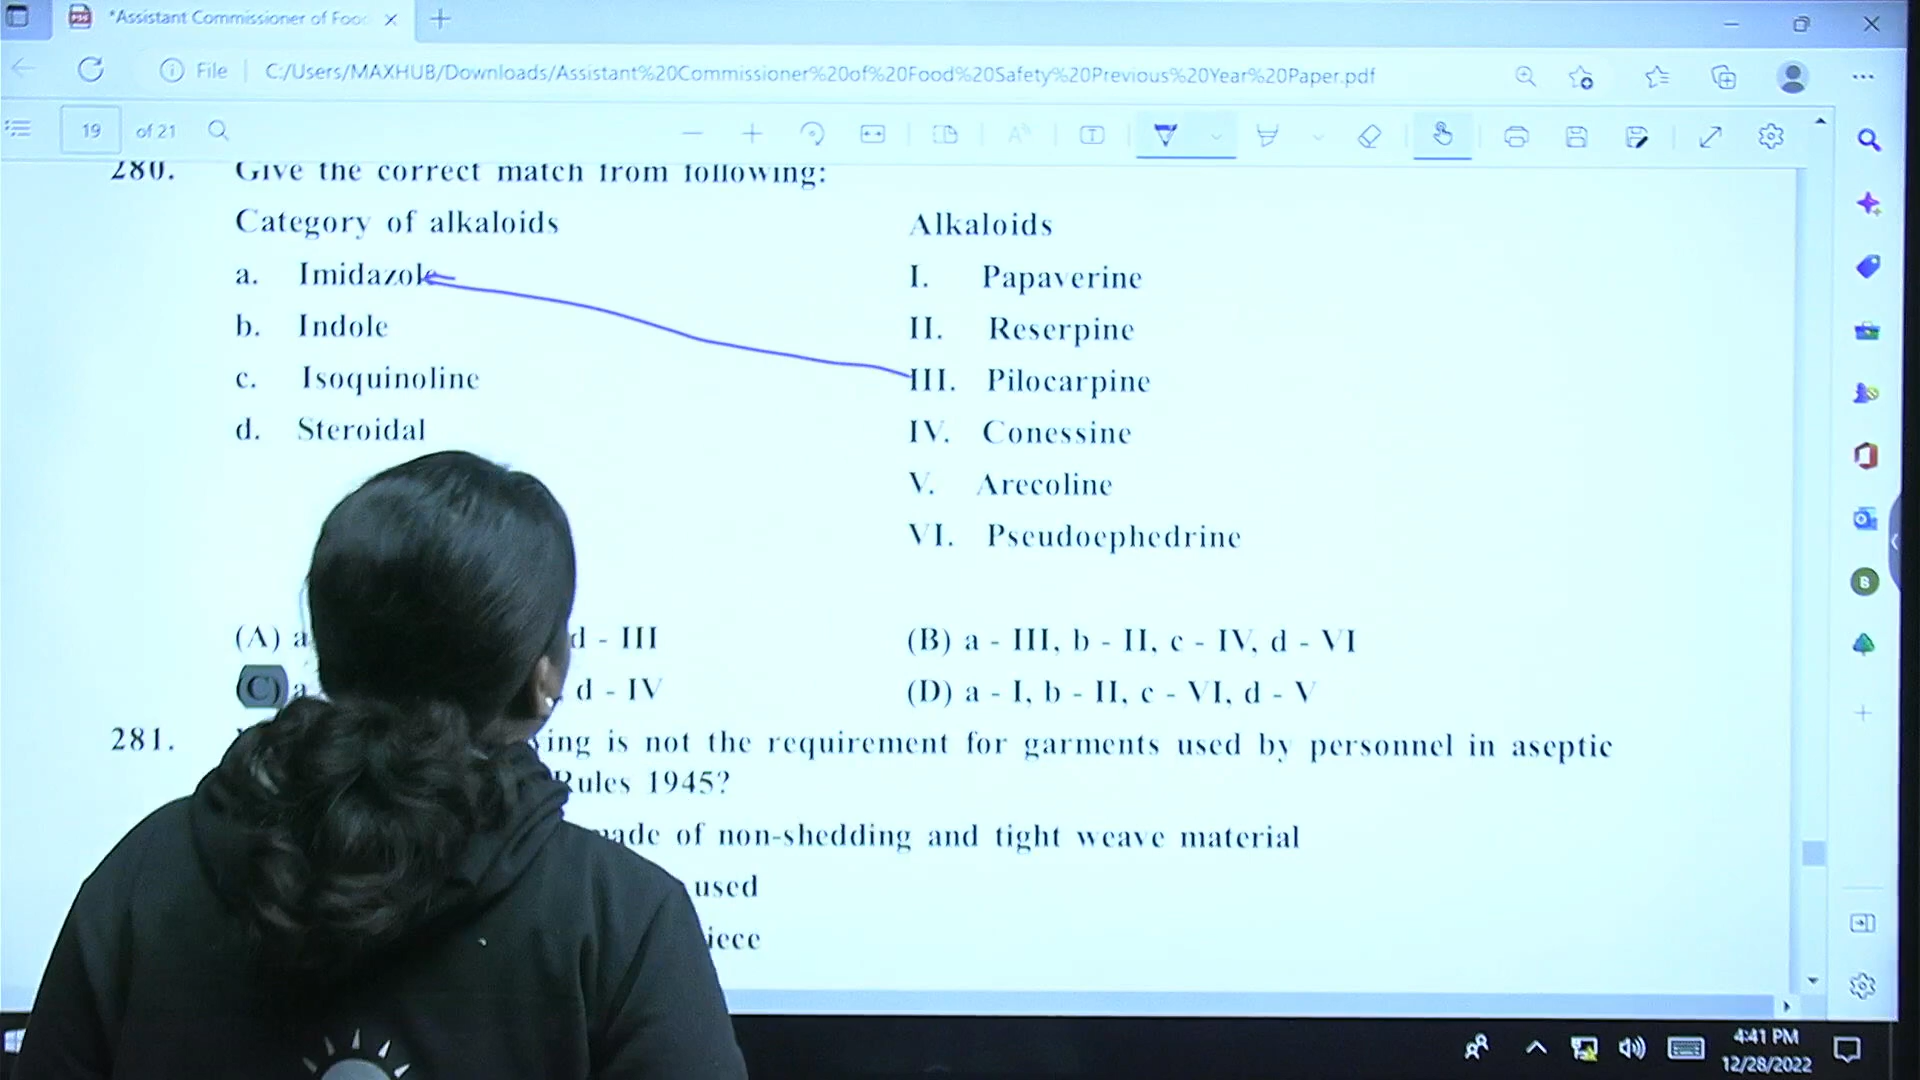 *Assistant Commissioner of Foo
File C:/Users/MAXHUB/Downloads/Assistant%20Commissioner%20of%20Food%20Safety%20Previous%20Year%20Paper.pdf
19 of 21
280. Give the correct match from following:
Category of alkaloids Alkaloids
a. Imidazole I. Papaverine
b. Indole II. Reserpine
c. Isoquinoline III. Pilocarpine
d. Steroidal IV. Conessine
V. Arecoline
VI. Pseudoephedrine
(A) a d - III (B) a - III, b - II, c - IV, d - VI
(C) a , d - IV (D) a - I, b - II, c - VI, d - V
281. ing is not the requirement for garments used by personnel in aseptic
Rules 1945?
made of non-shedding and tight weave material
used
iece
4:41 PM
12/28/2022